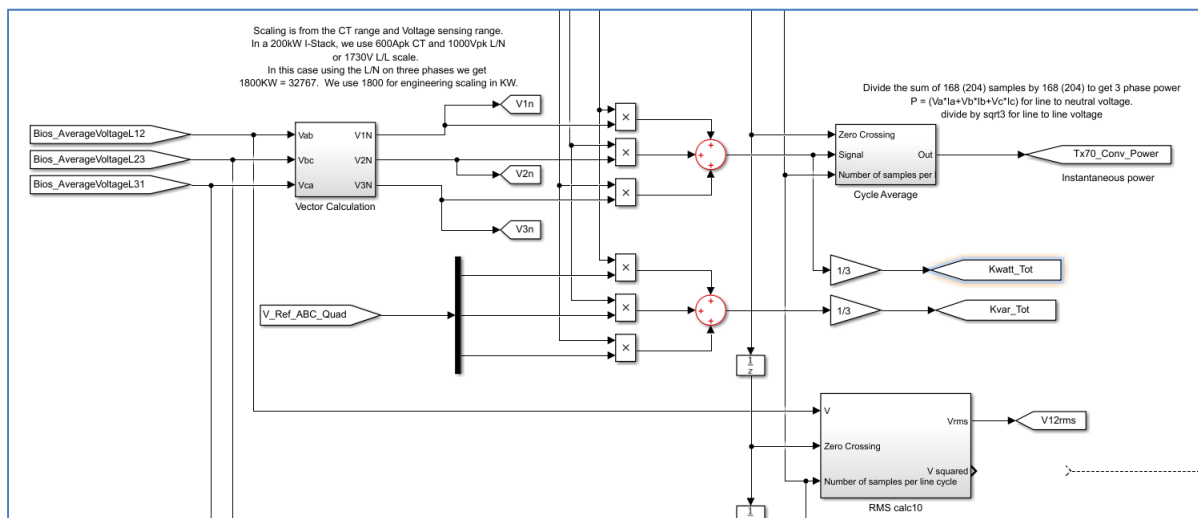 Scaling is from the CT range and Voltage sensing range.
In a 200kW I-Stack, we use 600Apk CT and 1000Vpk L/N
or 1730V L/L scale.
In this case using the L/N on three phases we get
1800KW = 32767.  We use 1800 for engineering scaling in KW.
Divide the sum of 168 (204) samples by 168 (204) to get 3 phase power
P = (Va*Ia+Vb*Ib+Vc*Ic) for line to neutral voltage.
divide by sqrt3 for line to line voltage
V1n
Bios_AverageVoltageL12
Vab
V1N
×
Zero Crossing
Bios_AverageVoltageL23
Vbc
V2N
×
+
+
+
Signal
Out
Tx70_Conv_Power
V2n
Instantaneous power
Bios_AverageVoltageL31
Vca
V3N
×
Number of samples per l
Vector Calculation
Cycle Average
V3n
×
1/3
Kwatt_Tot
V_Ref_ABC_Quad
×
+
+
+
1/3
Kvar_Tot
×
1
z
V
Vrms
V12rms
Zero Crossing
V squared
Number of samples per line cycle
RMS calc10
1